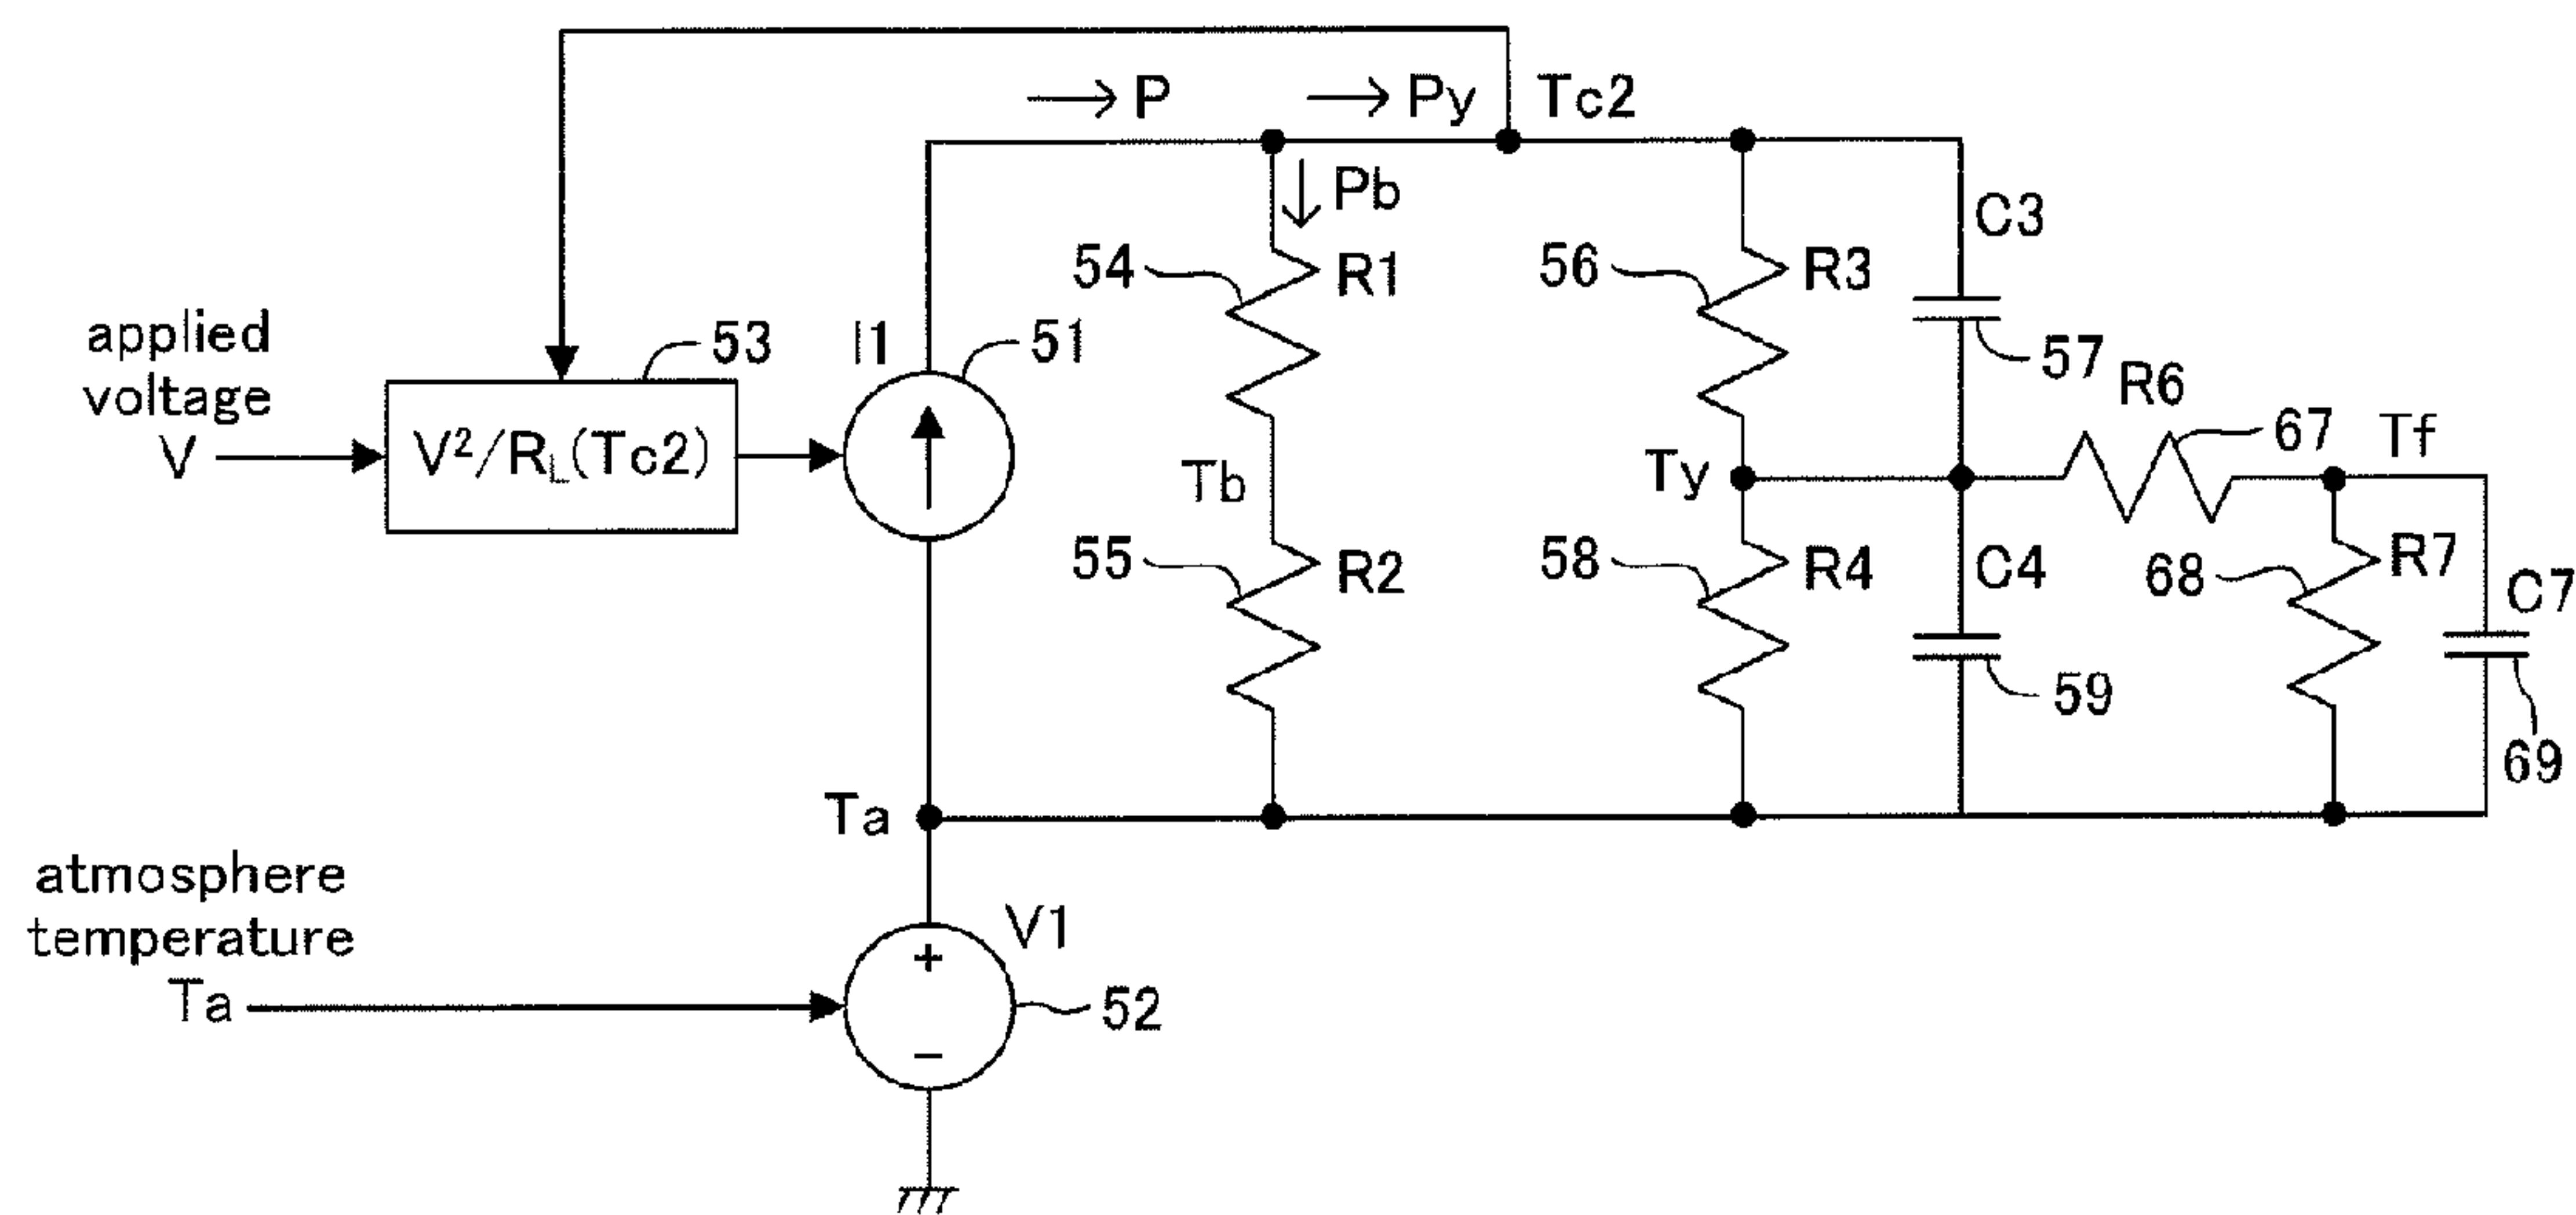 P
Py
Tc2
Pb
C3
54
R1
56
R3
applied
voltage
V
53
I1
51
57
R6
V²/RL(Tc2)
67
Tf
Tb
Ty
55
R2
58
R4
C4
68
R7
C7
59
69
Ta
atmosphere
temperature
Ta
V1
+
52
−